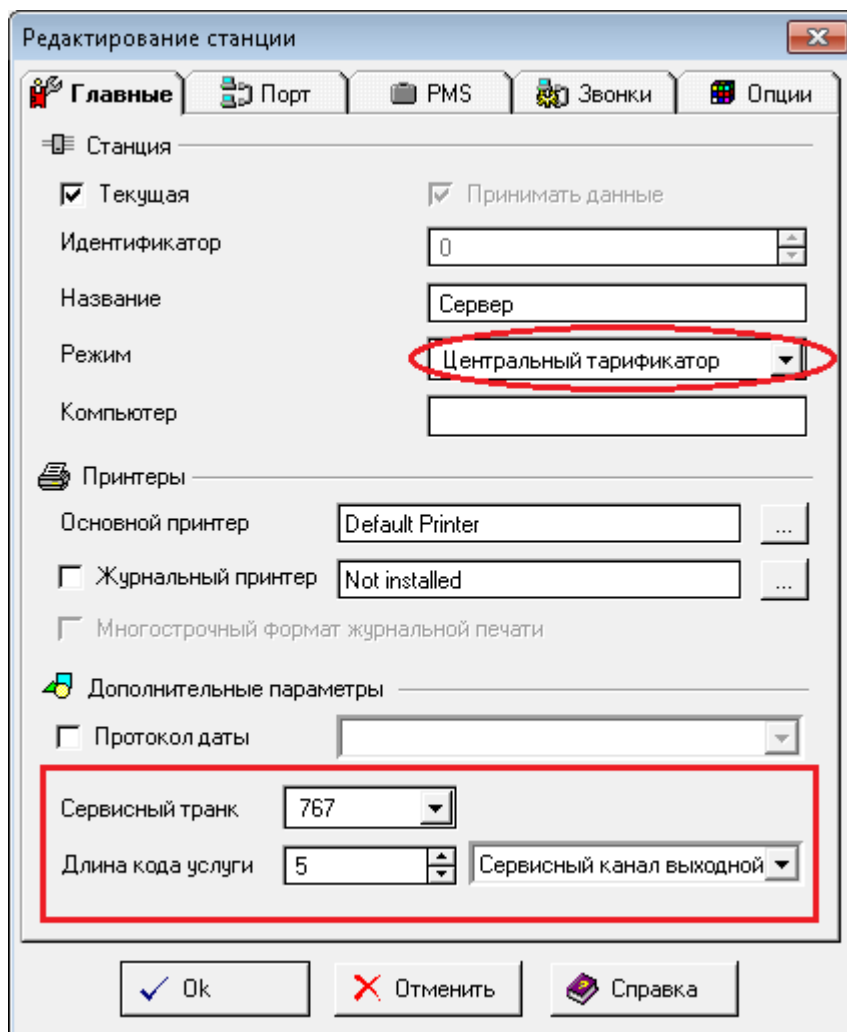 Редактирование станции
Главные Порт PMS Звонки Опции
Станция
Текущая Принимать данные
Идентификатор 0
Название Сервер
Режим Центральный тарификатор
Компьютер
Принтеры
Основной принтер Default Printer ...
Журнальный принтер Not installed ...
Многострочный формат журнальной печати
Дополнительные параметры
Протокол даты
Сервисный транк 767
Длина кода услуги 5 Сервисный канал выходной
Ok Отменить Справка